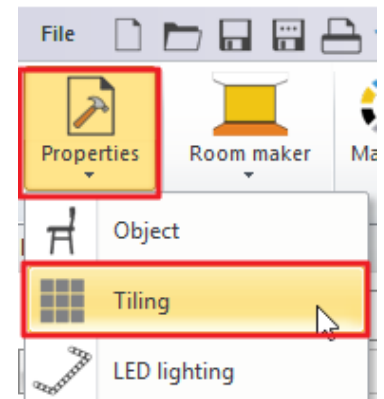 File
Properties
Room maker
Ma
Object
Tiling
LED lighting